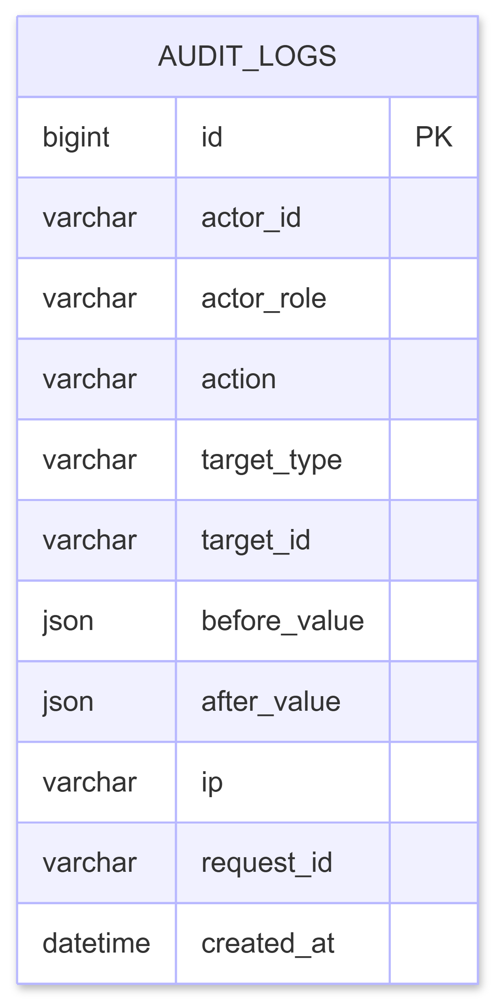 AUDIT_LOGS
bigint id PK
varchar actor_id
varchar actor_role
varchar action
varchar target_type
varchar target_id
json before_value
json after_value
varchar ip
varchar request_id
datetime created_at